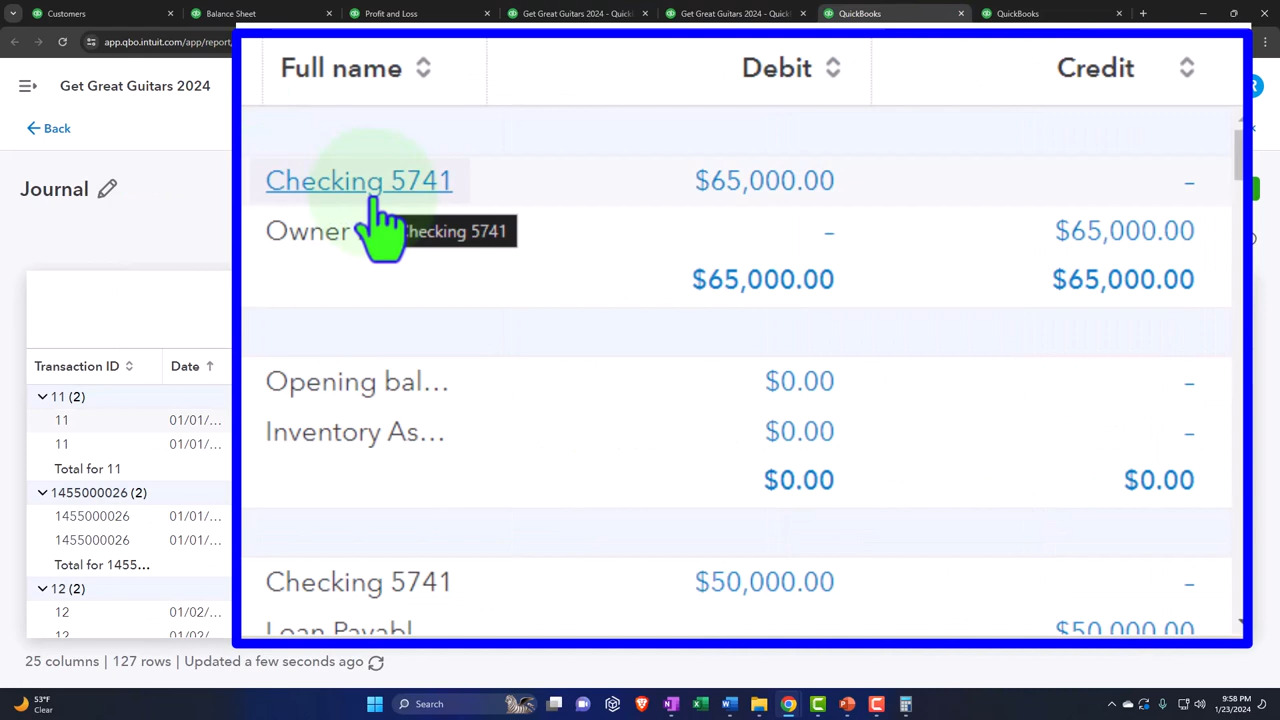 Customers
Balance Sheet
Profit and Loss
Get Great Guitars 2024 - Quick
Get Great Guitars 2024 - Quick
QuickBooks
QuickBooks
app.qbo.intuit.com/app/report
Get Great Guitars 2024
Back
Journal
Full name Debit Credit
Checking 5741 $65,000.00 -
Owner - $65,000.00
Checking 5741
$65,000.00 $65,000.00
Opening bal... $0.00 -
Inventory As... $0.00 -
$0.00 $0.00
Checking 5741 $50,000.00 -
Loan Payabl $50,000.00
Transaction ID Date
11 (2)
11 01/01/...
11 01/01/...
Total for 11
1455000026 (2)
1455000026 01/01/...
1455000026 01/01/...
Total for 1455...
12 (2)
12 01/02/...
12 01/02/...
25 columns | 127 rows | Updated a few seconds ago
53°F
Clear
Search
9:58 PM
1/23/2024